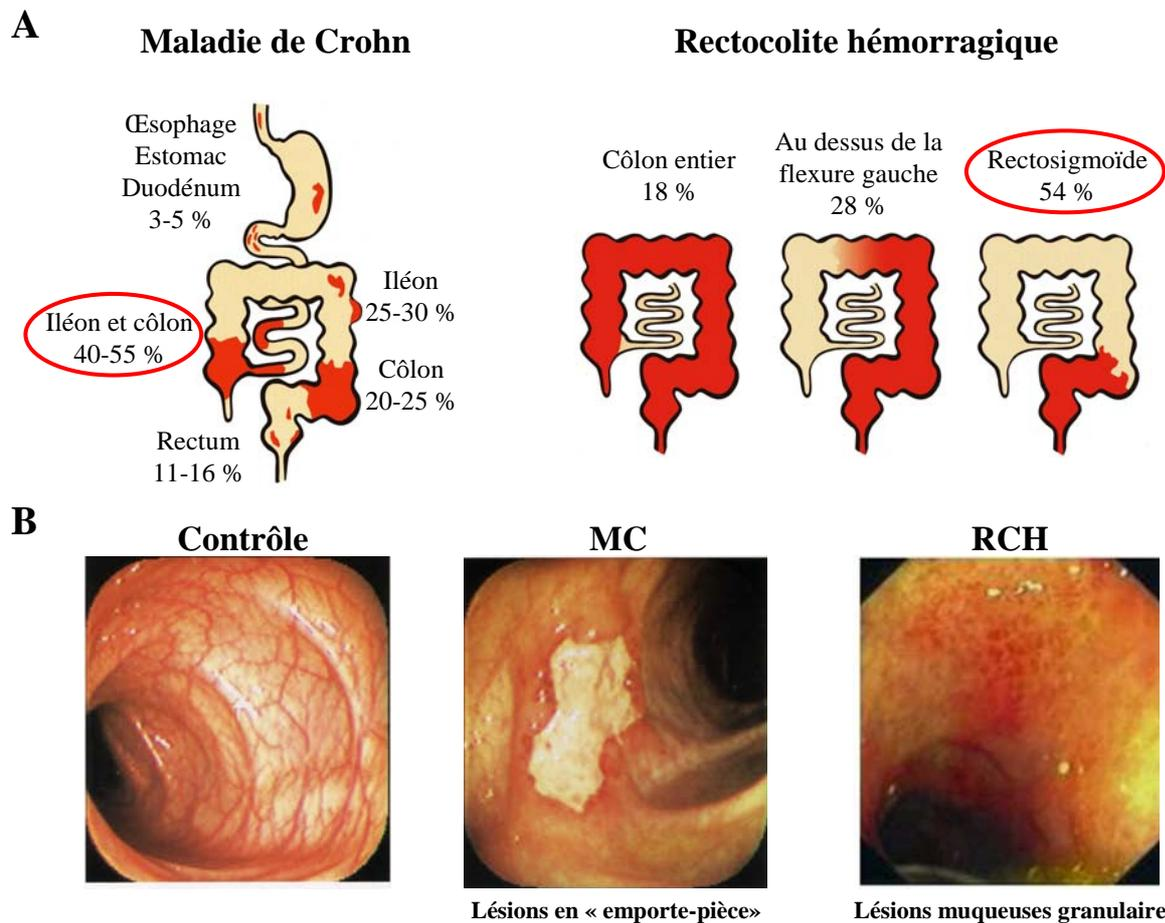 A
Maladie de Crohn
Rectocolite hémorragique
Œsophage
Estomac
Duodénum
3-5 %
Iléon
25-30 %
Iléon et côlon
40-55 %
Côlon
20-25 %
Rectum
11-16 %
Côlon entier
18 %
Au dessus de la
flexure gauche
28 %
Rectosigmoïde
54 %
B
Contrôle
MC
RCH
Lésions en « emporte-pièce»
Lésions muqueuses granulaire